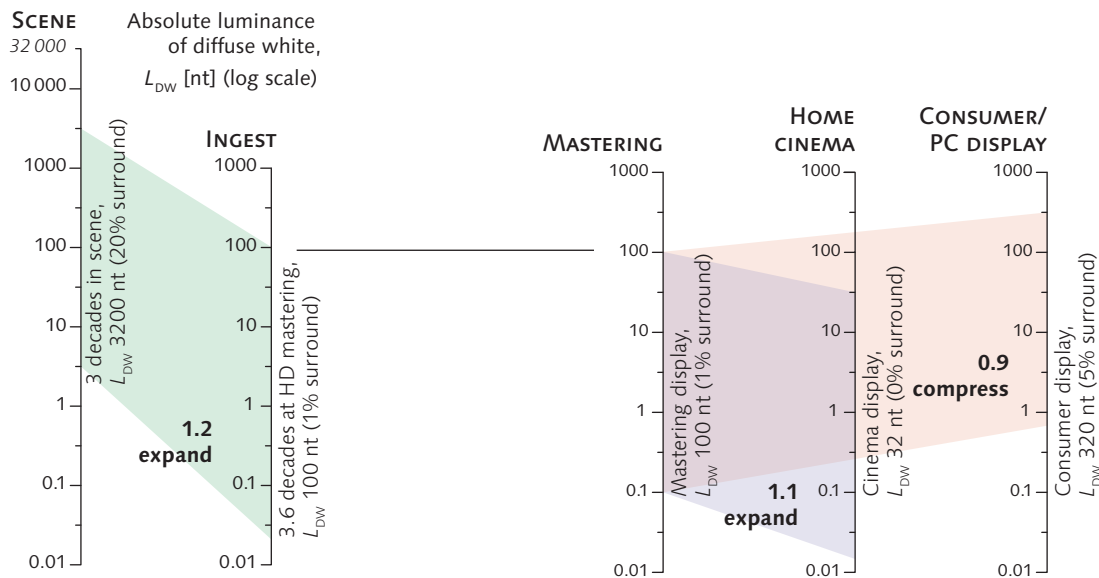 SCENE
Absolute luminance
of diffuse white,
L_DW [nt] (log scale)
32 000
10 000
1000
100
10
1
0.1
0.01
3 decades in scene,
L_DW 3200 nt (20% surround)
1.2
expand
INGEST
1000
100
10
1
0.1
0.01
3.6 decades at HD mastering,
L_DW 100 nt (1% surround)
MASTERING
1000
100
10
1
0.1
0.01
Mastering display,
L_DW 100 nt (1% surround)
1.1
expand
HOME
CINEMA
1000
100
10
1
0.1
0.01
Cinema display,
L_DW 32 nt (0% surround)
0.9
compress
CONSUMER/
PC DISPLAY
1000
100
10
1
0.1
0.01
Consumer display,
L_DW 320 nt (5% surround)